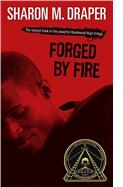 SHARON M. DRAPER
The second book in the powerful Hazelwood High trilogy
FORGED
BY FIRE